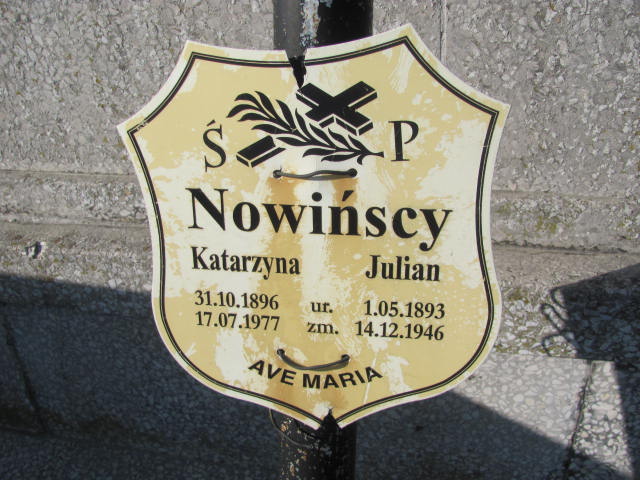 Ś P
Nowińscy
Katarzyna Julian
31.10.1896 ur. 1.05.1893
17.07.1977 zm. 14.12.1946
AVE MARIA